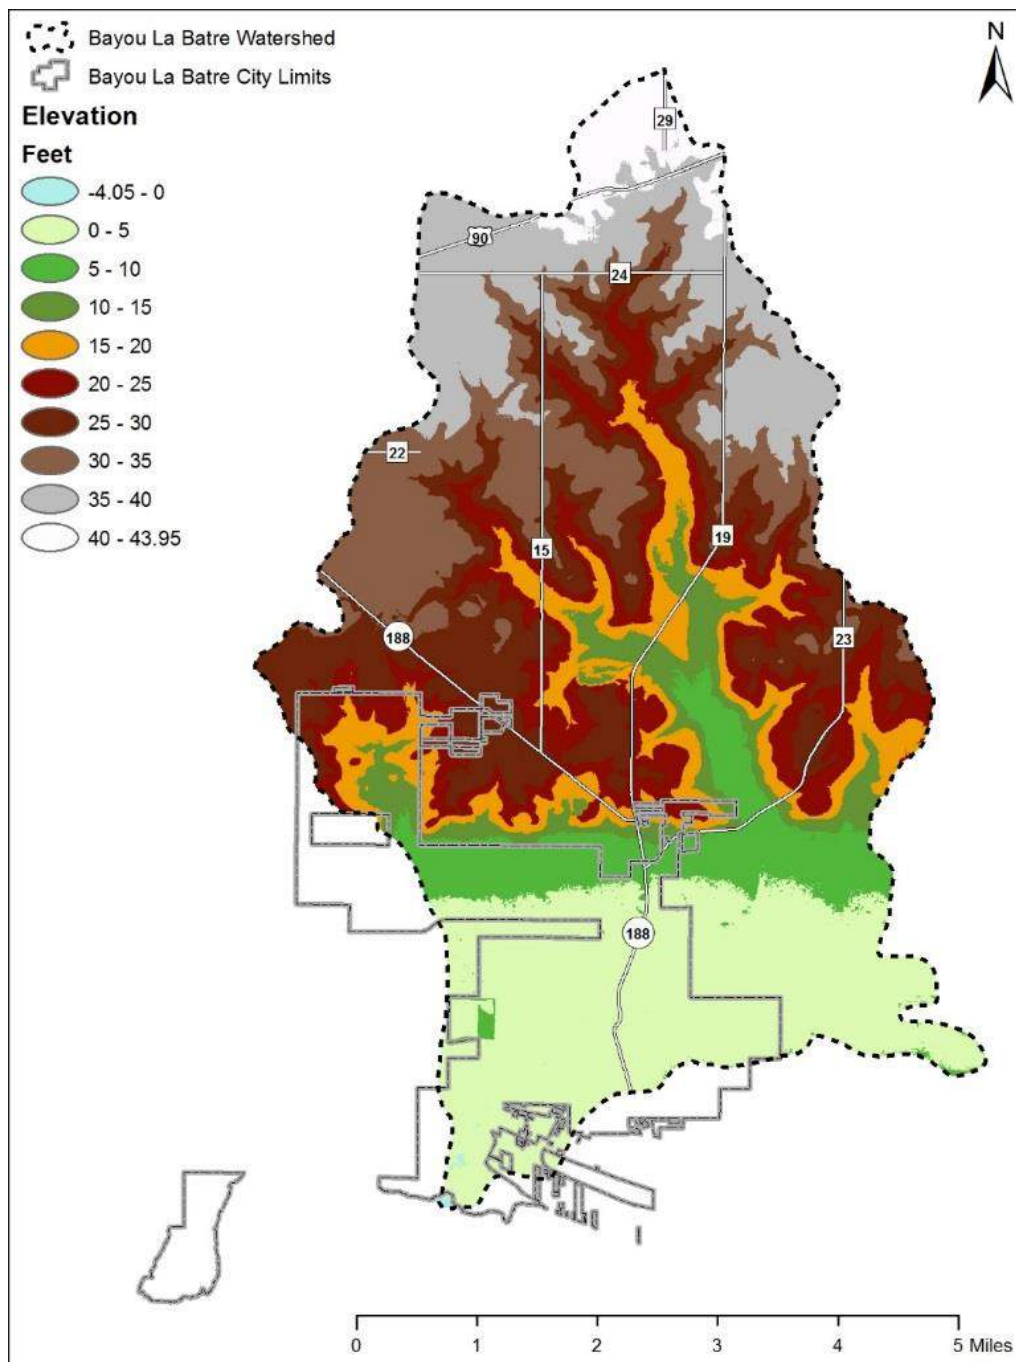 Bayou La Batre Watershed
Bayou La Batre City Limits
N
Elevation
Feet
-4.05 - 0
0 - 5
5 - 10
10 - 15
15 - 20
20 - 25
25 - 30
30 - 35
35 - 40
40 - 43.95
29
90
24
22
15
19
188
23
188
0 1 2 3 4 5 Miles